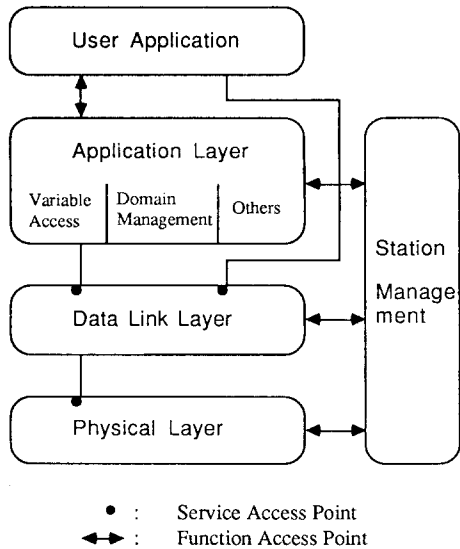 User Application
Application Layer
Variable
Access
Domain
Management
Others
Station
Manage-
ment
Data Link Layer
Physical Layer
● : Service Access Point
◄► : Function Access Point